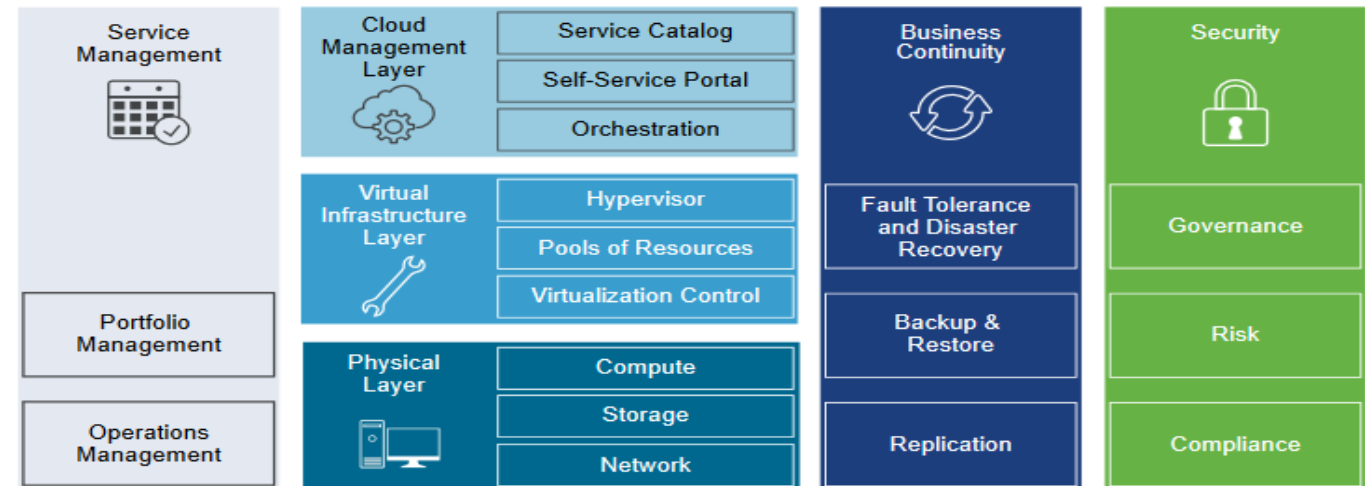 Service
Management
Portfolio
Management
Operations
Management
Cloud
Management
Layer
Service Catalog
Self-Service Portal
Orchestration
Virtual
Infrastructure
Layer
Hypervisor
Pools of Resources
Virtualization Control
Physical
Layer
Compute
Storage
Network
Business
Continuity
Fault Tolerance
and Disaster
Recovery
Backup &
Restore
Replication
Security
Governance
Risk
Compliance